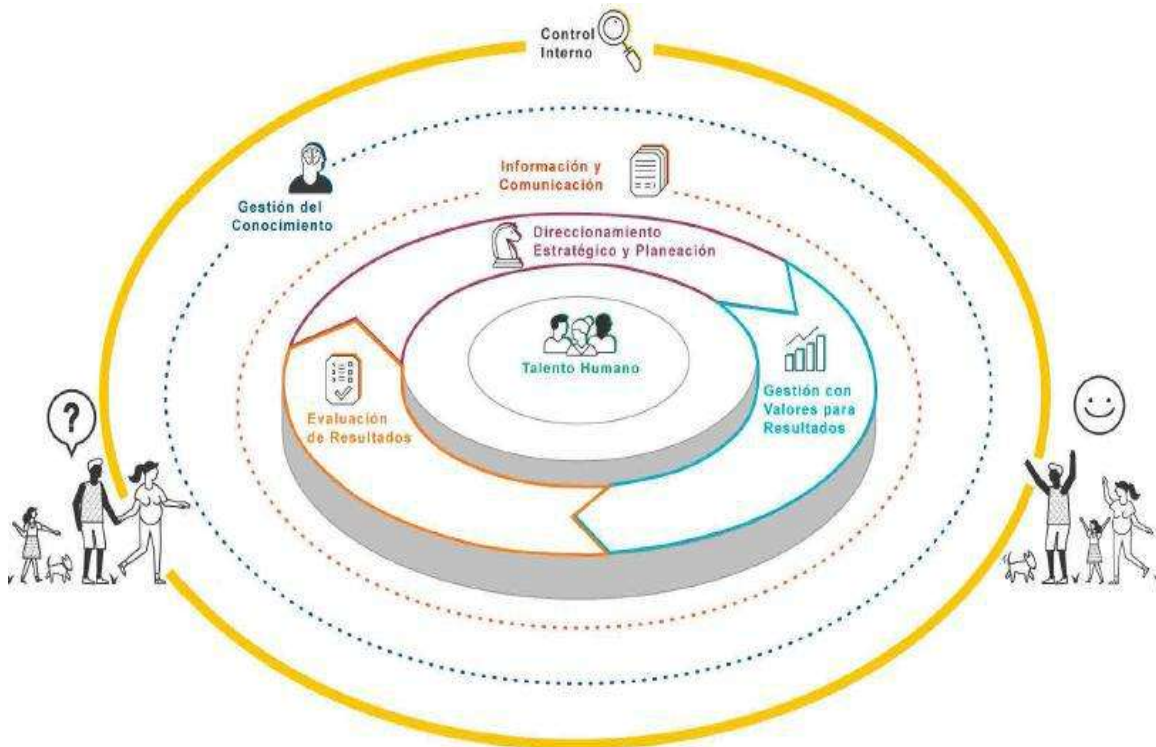 Control
Interno
Información y
Comunicación
Gestión del
Conocimiento
Direccionamiento
Estratégico y Planeación
Talento Humano
Gestión con
Valores para
Resultados
Evaluación
de Resultados
?